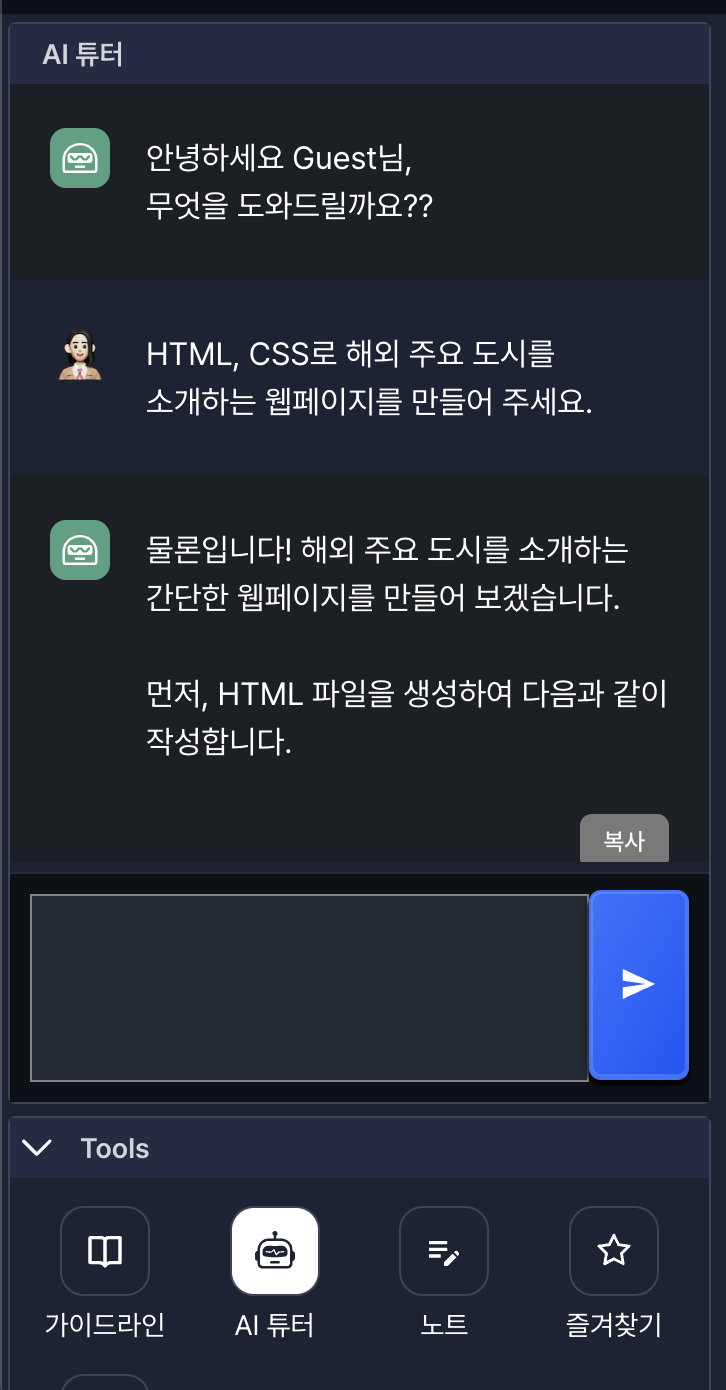 AI 튜터
안녕하세요 Guest님,
무엇을 도와드릴까요??
HTML, CSS로 해외 주요 도시를
소개하는 웹페이지를 만들어 주세요.
물론입니다! 해외 주요 도시를 소개하는
간단한 웹페이지를 만들어 보겠습니다.
먼저, HTML 파일을 생성하여 다음과 같이
작성합니다.
복사
Tools
가이드라인
AI 튜터
노트
즐겨찾기